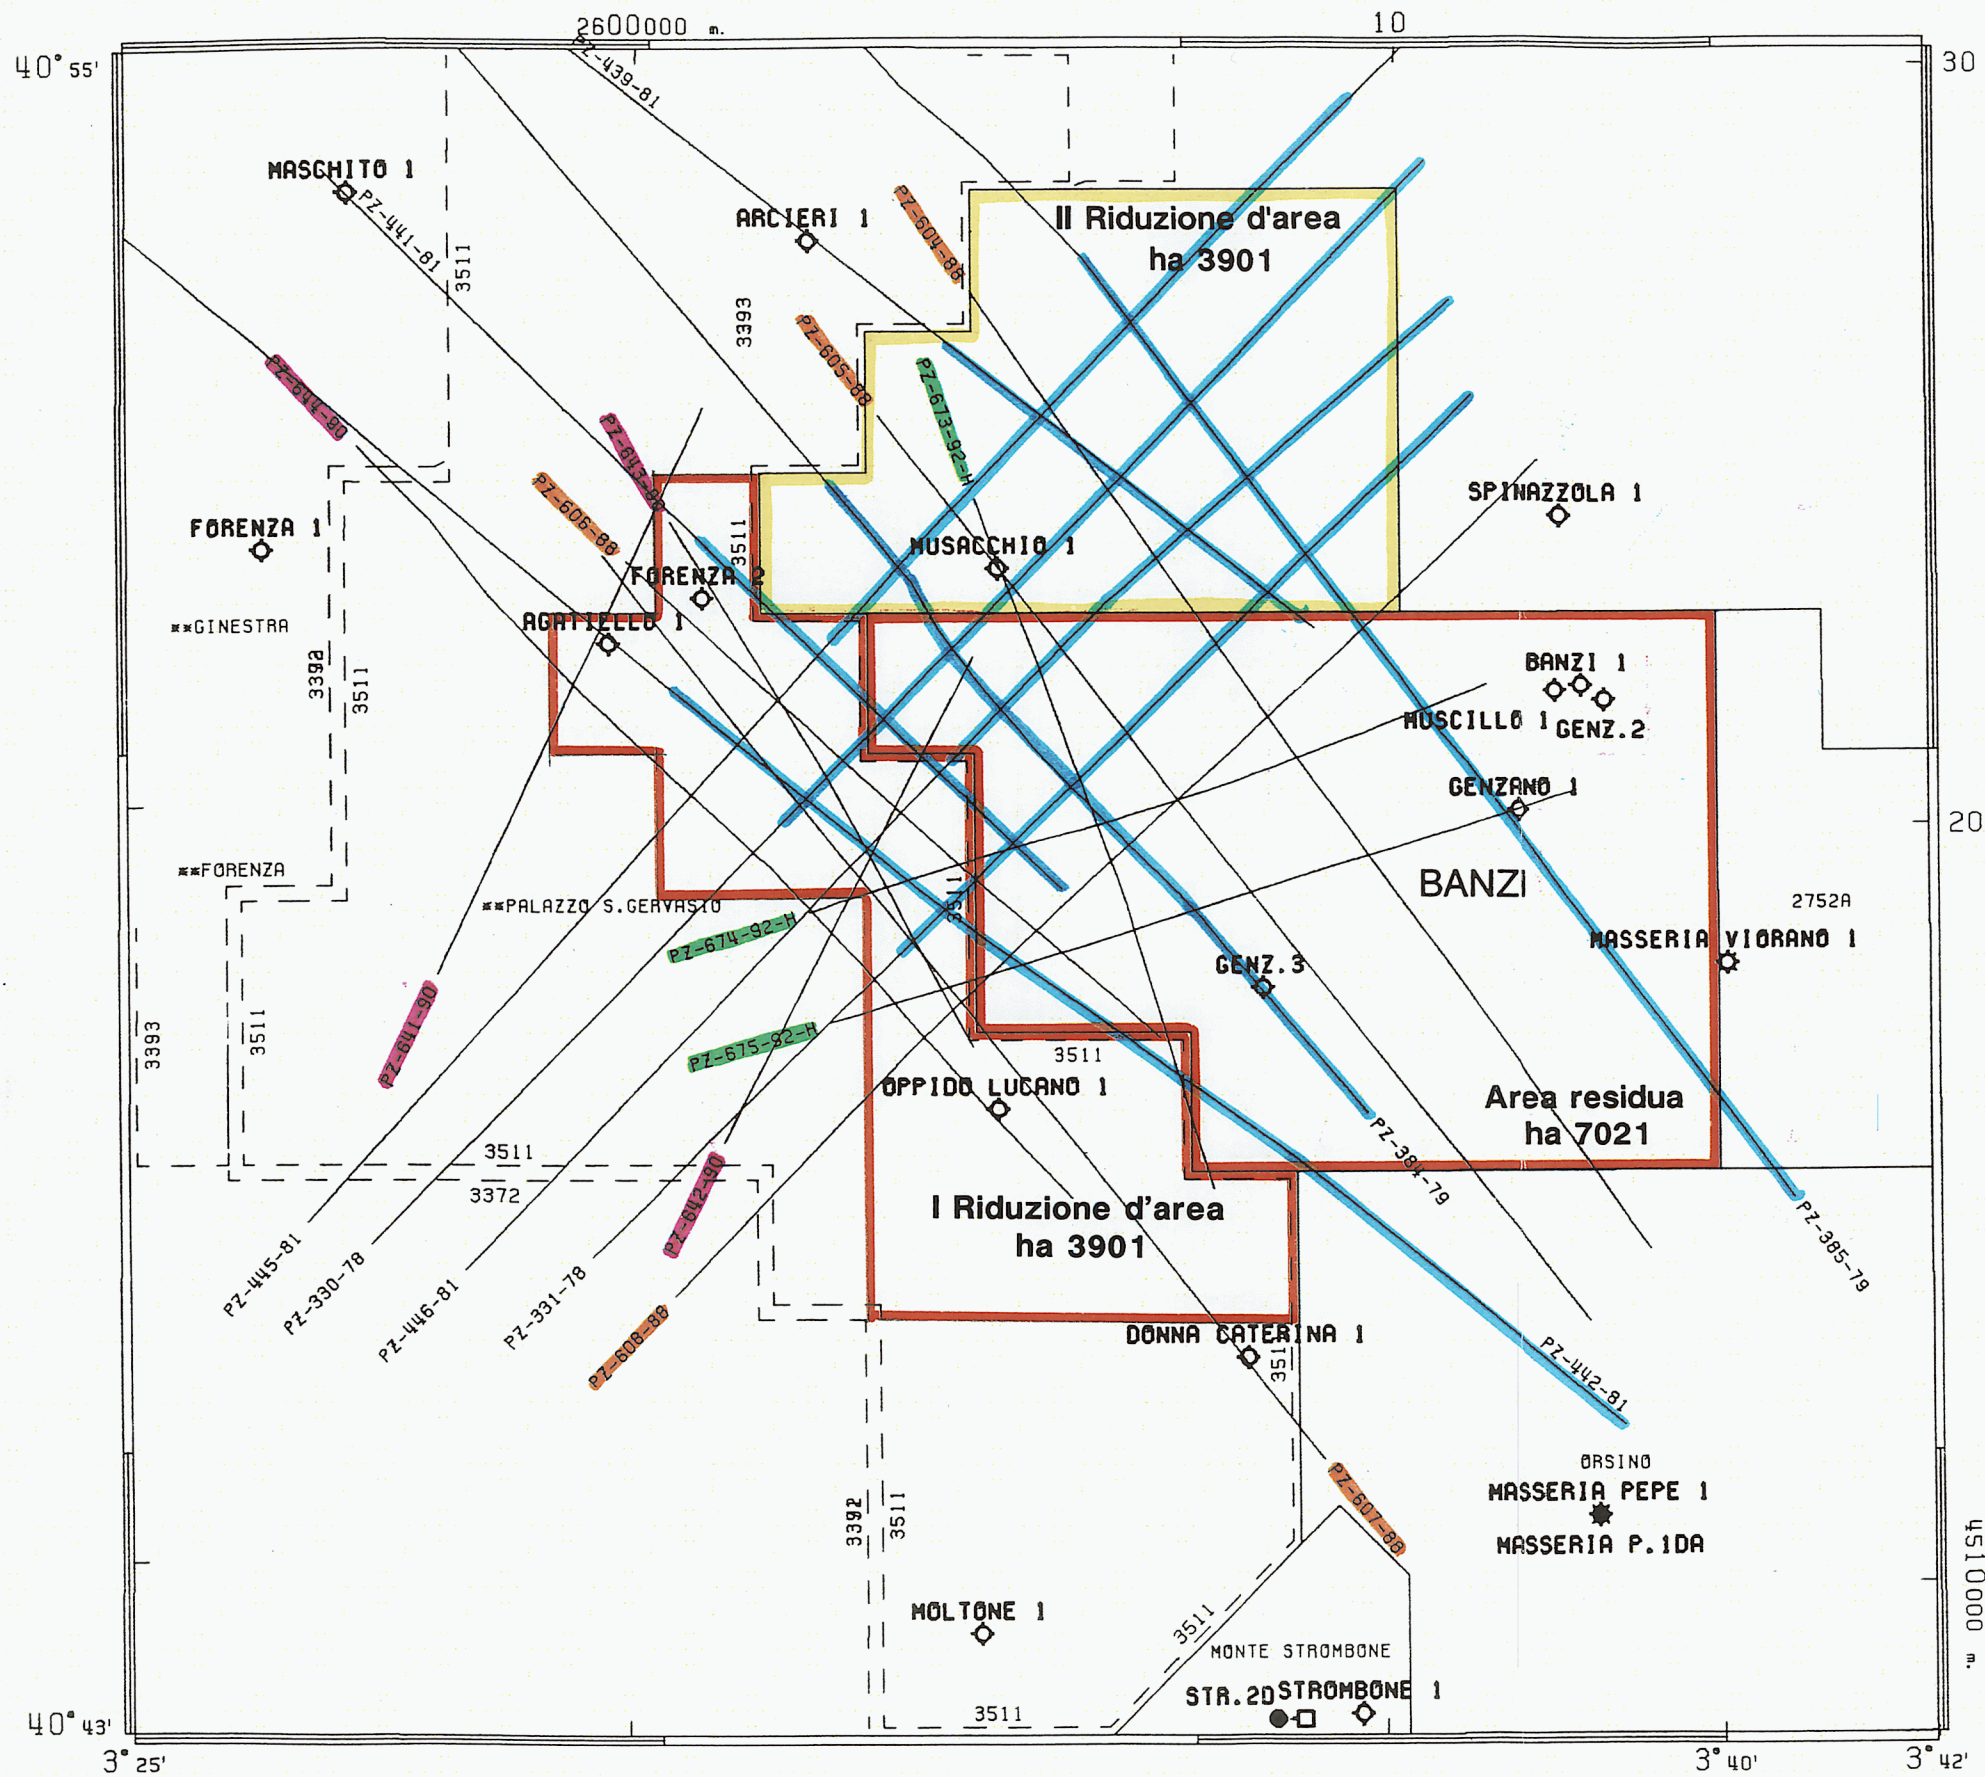 2600000 m.
10
40° 55'
30
PZ-439-81
MASCHITO 1
PZ-441-81
3511
ARCIERI 1
PZ-604-88
II Riduzione d'area
ha 3901
3393
PZ-605-88
PZ-673-92-H
PZ-644-90
PZ-606-88
SPINAZZOLA 1
FORENZA 1
3511
MUSACCHIO 1
FORENZA 2
AGATIELLO 1
**GINESTRA
3511
BANZI 1
MUSCILLO 1
GENZ.2
GENZANO 1
20
**FORENZA
BANZI
**PALAZZO S.GERVASIO
3511
2752A
PZ-674-92-H
MASSERIA VIORANO 1
GENZ.3
PZ-641-90
3393
3511
PZ-675-92-H
3511
OPPIDO LUCANO 1
Area residua
ha 7021
3511
3372
PZ-384-79
PZ-642-90
I Riduzione d'area
ha 3901
PZ-385-79
PZ-445-81
PZ-330-78
PZ-446-81
PZ-331-78
PZ-608-88
DONNA CATERINA 1
PZ-442-81
ORSINO
MASSERIA PEPE 1
MASSERIA P.1DA
PZ-607-88
3392
3511
4510000 m.
MOLTONE 1
3511
MONTE STROMBONE
STR.2D
STROMBONE 1
3511
40° 43'
3° 25'
3° 40'
3° 42'